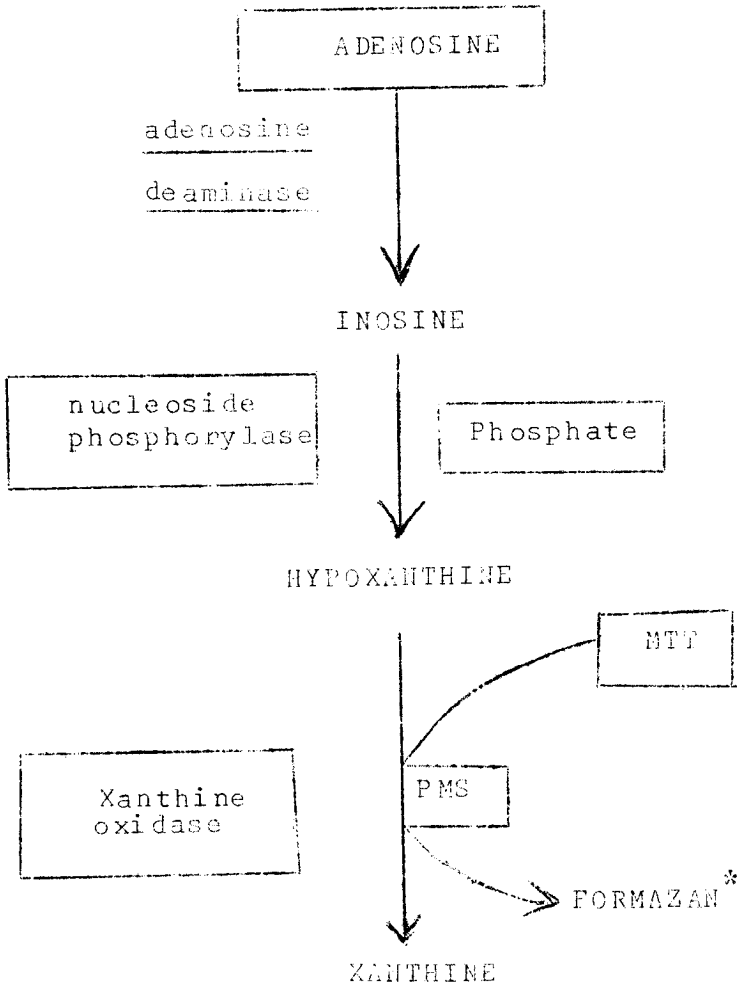 ADENOSINE
adenosine
deaminase
INOSINE
nucleoside
phosphorylase
Phosphate
HYPOXANTHINE
MTT
Xanthine
oxidase
PMS
FORMAZAN*
XANTHINE